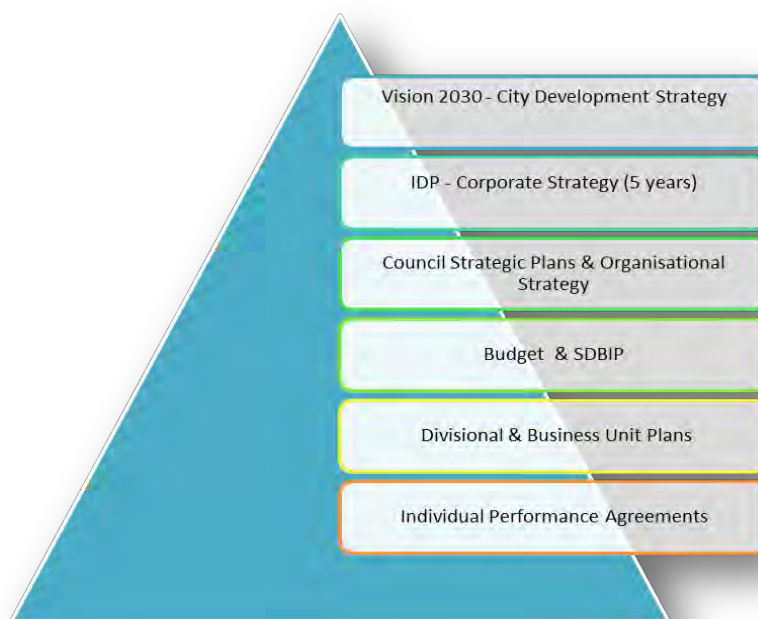 Vision 2030 - City Development Strategy
IDP - Corporate Strategy (5 years)
Council Strategic Plans & Organisational
Strategy
Budget & SDBIP
Divisional & Business Unit Plans
Individual Performance Agreements